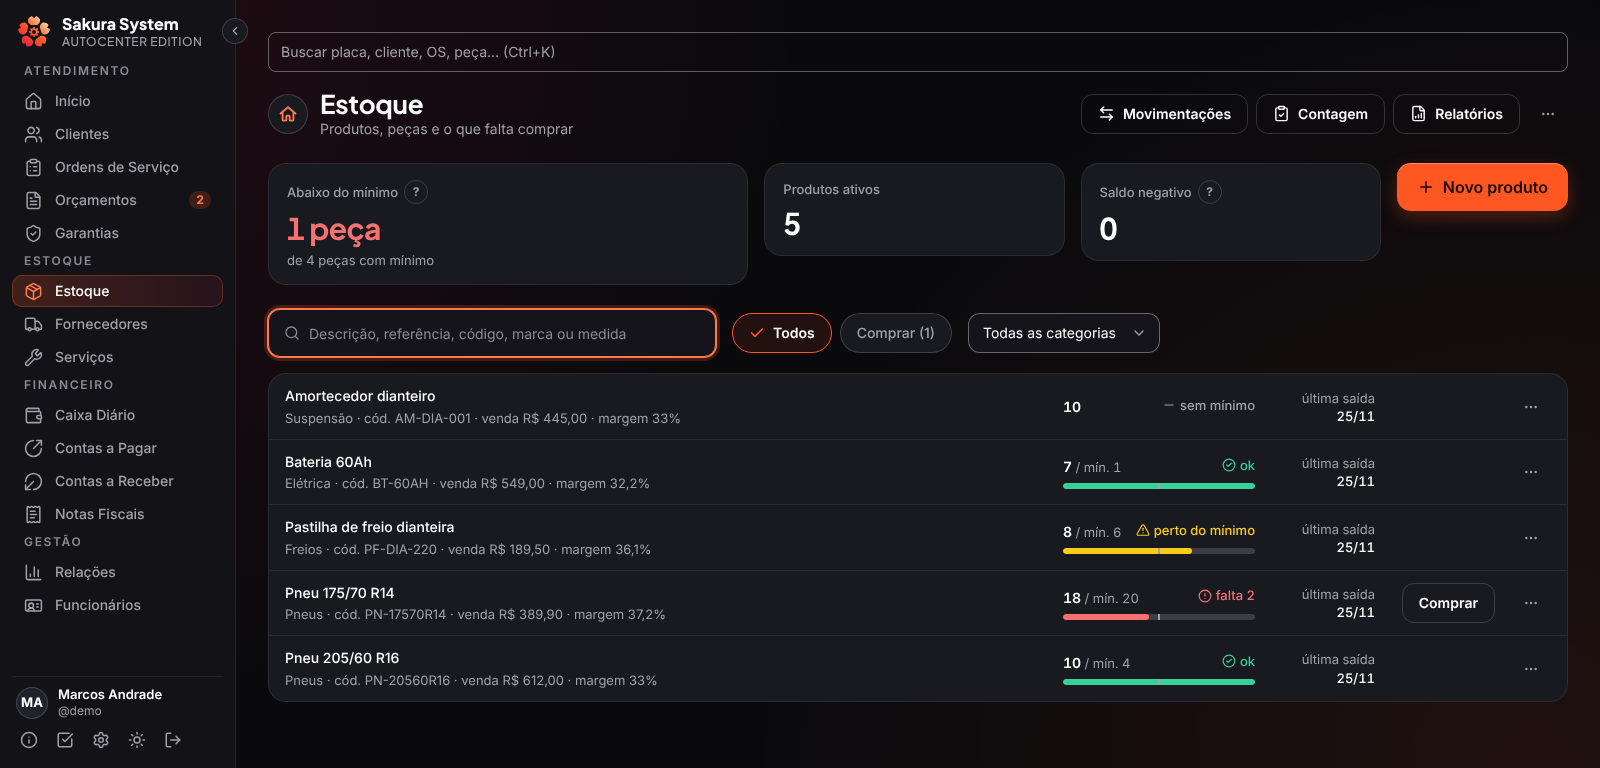 Sakura System
AUTOCENTER EDITION
ATENDIMENTO
Início
Clientes
Ordens de Serviço
Orçamentos 2
Garantias
ESTOQUE
Estoque
Fornecedores
Serviços
FINANCEIRO
Caixa Diário
Contas a Pagar
Contas a Receber
Notas Fiscais
GESTÃO
Relações
Funcionários
MA
Marcos Andrade
@demo
Buscar placa, cliente, OS, peça... (Ctrl+K)
Estoque
Produtos, peças e o que falta comprar
Movimentações
Contagem
Relatórios
Abaixo do mínimo ?
1 peça
de 4 peças com mínimo
Produtos ativos
5
Saldo negativo ?
0
+ Novo produto
Descrição, referência, código, marca ou medida
Todos
Comprar (1)
Todas as categorias
Amortecedor dianteiro
Suspensão · cód. AM-DIA-001 · venda R$ 445,00 · margem 33%
10
— sem mínimo
última saída
25/11
Bateria 60Ah
Elétrica · cód. BT-60AH · venda R$ 549,00 · margem 32,2%
7 / mín. 1
ok
última saída
25/11
Pastilha de freio dianteira
Freios · cód. PF-DIA-220 · venda R$ 189,50 · margem 36,1%
8 / mín. 6
perto do mínimo
última saída
25/11
Pneu 175/70 R14
Pneus · cód. PN-17570R14 · venda R$ 389,90 · margem 37,2%
18 / mín. 20
falta 2
última saída
25/11
Comprar
Pneu 205/60 R16
Pneus · cód. PN-20560R16 · venda R$ 612,00 · margem 33%
10 / mín. 4
ok
última saída
25/11